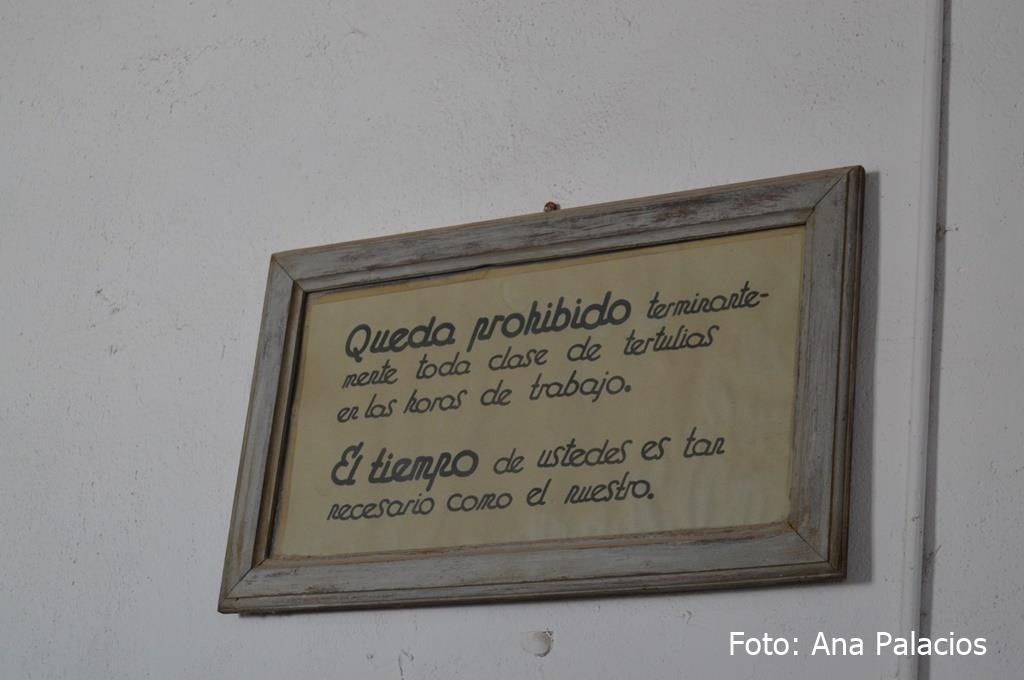 Queda prohibido terminante-
mente toda clase de tertulias
en las horas de trabajo.
El tiempo de ustedes es tan
necesario como el nuestro.
Foto: Ana Palacios